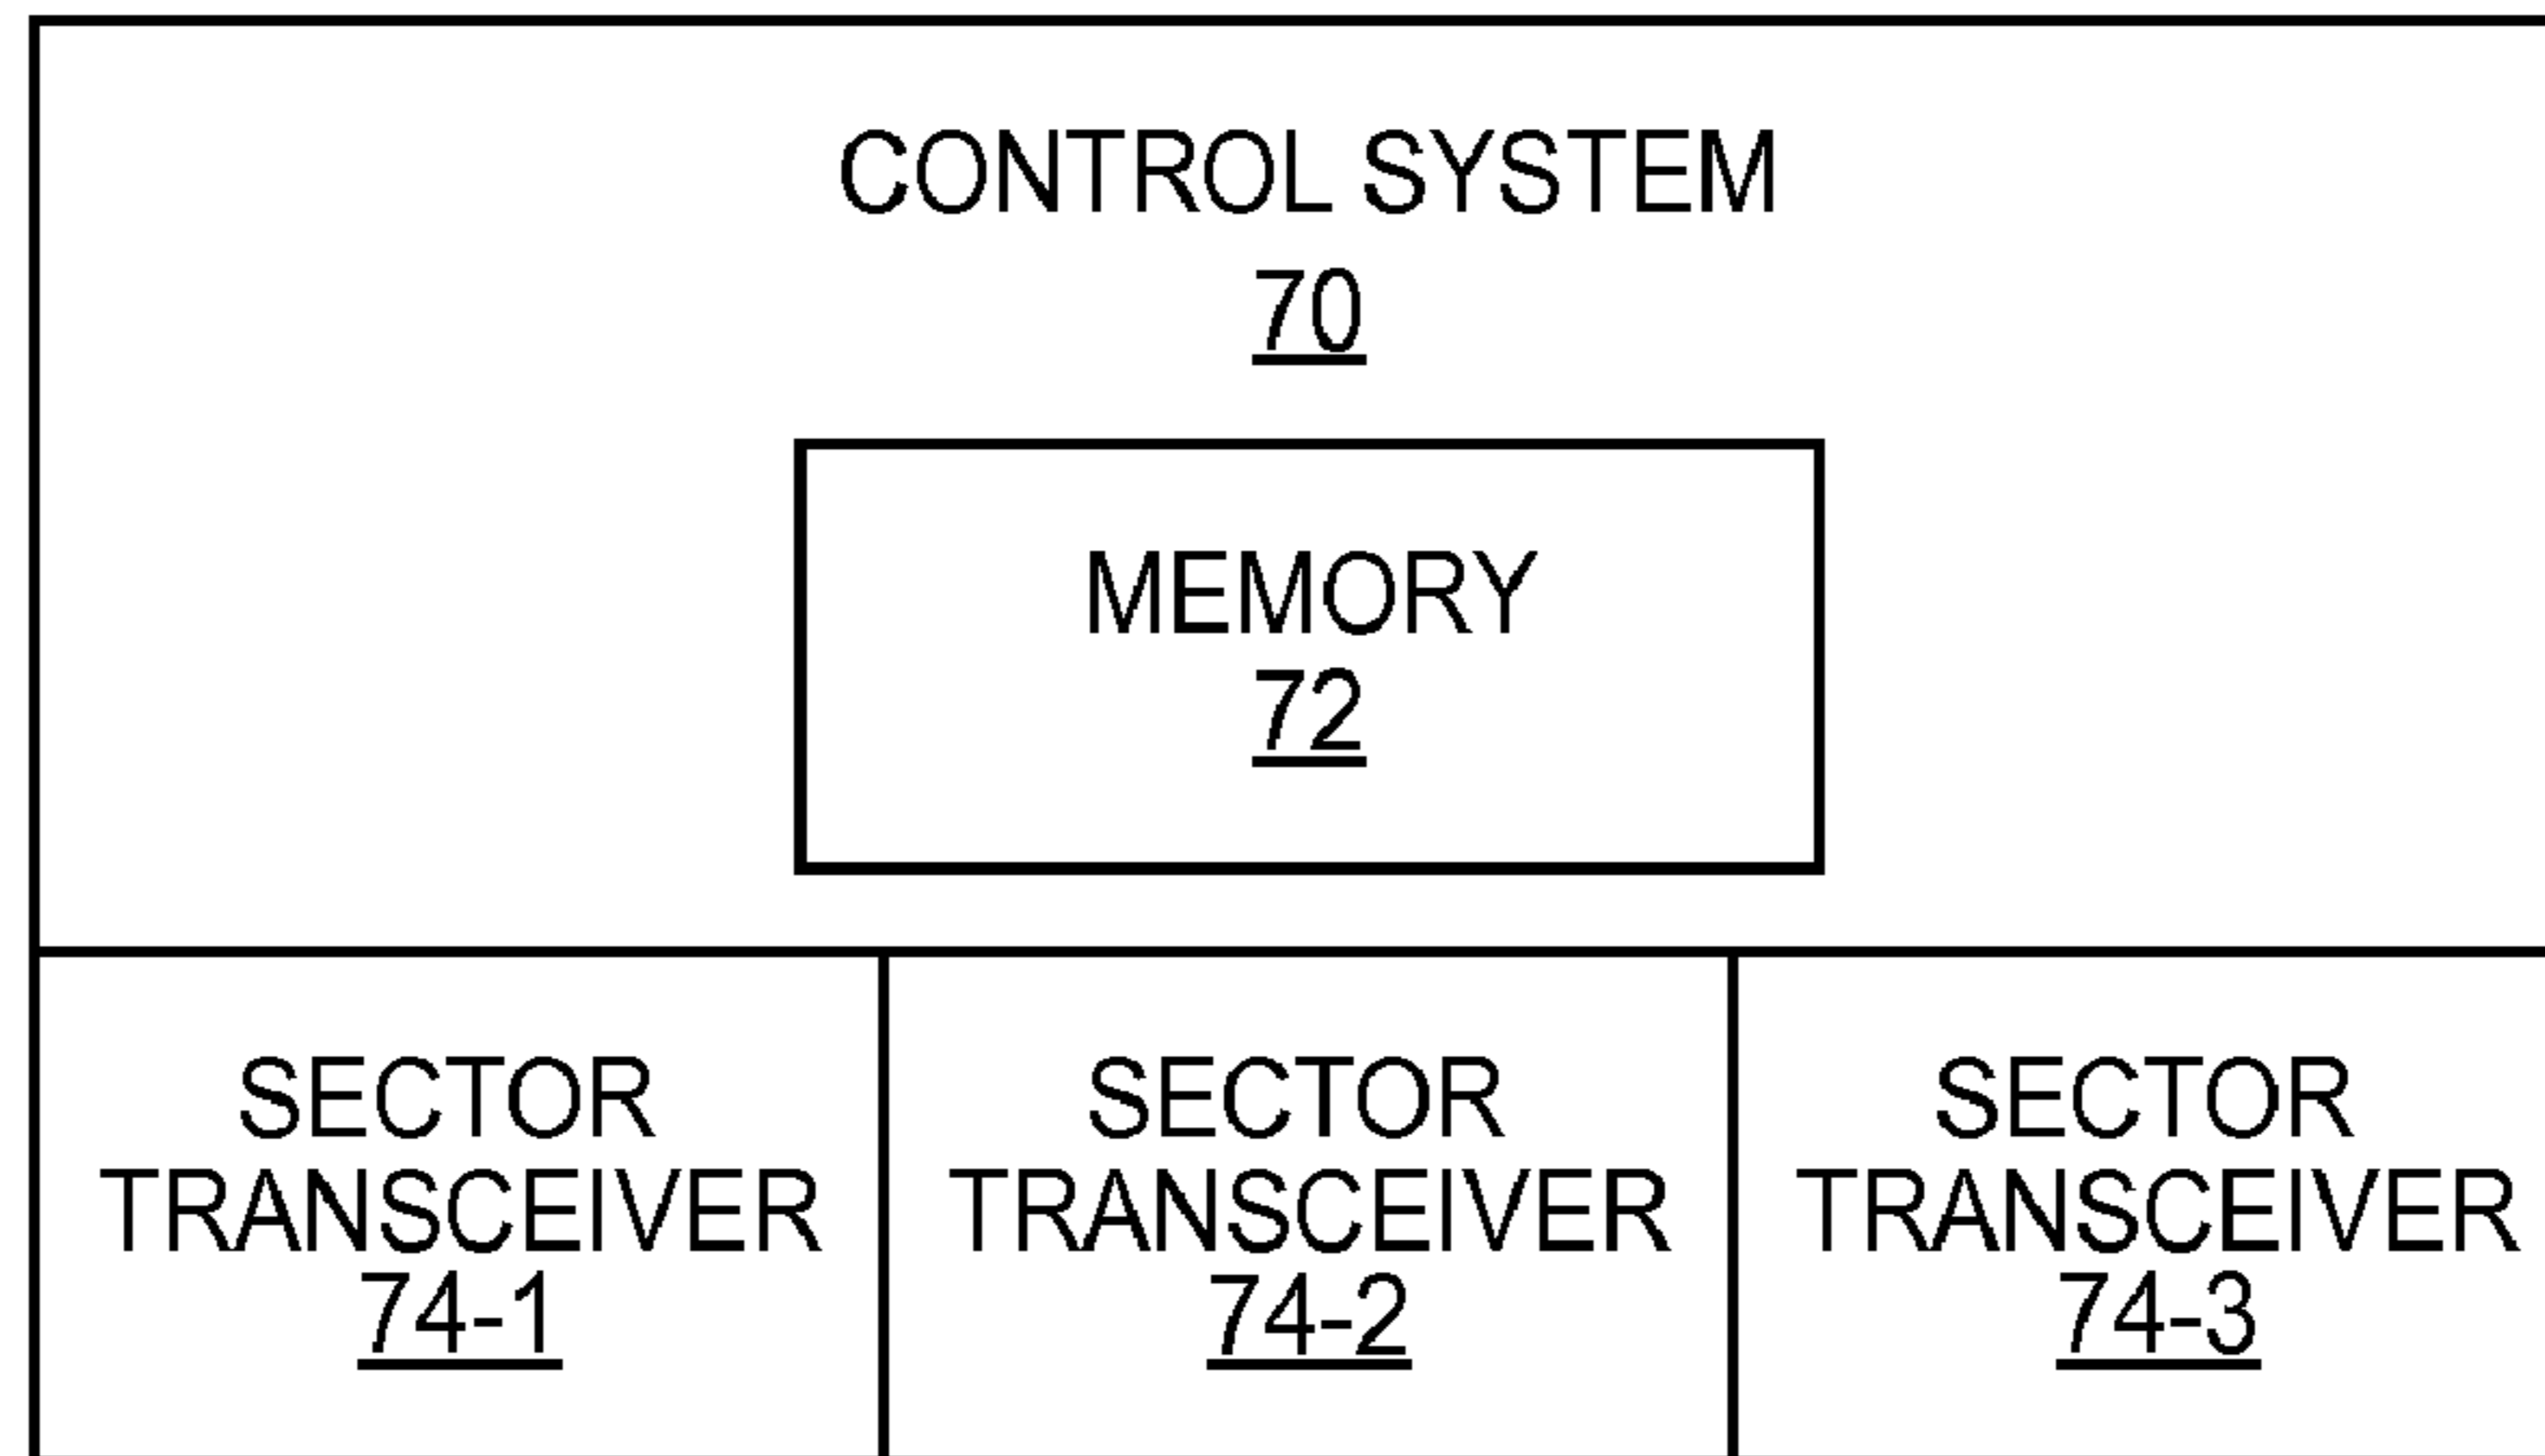 CONTROL SYSTEM
70
MEMORY
72
SECTOR
TRANSCEIVER
74-1
SECTOR
TRANSCEIVER
74-2
SECTOR
TRANSCEIVER
74-3